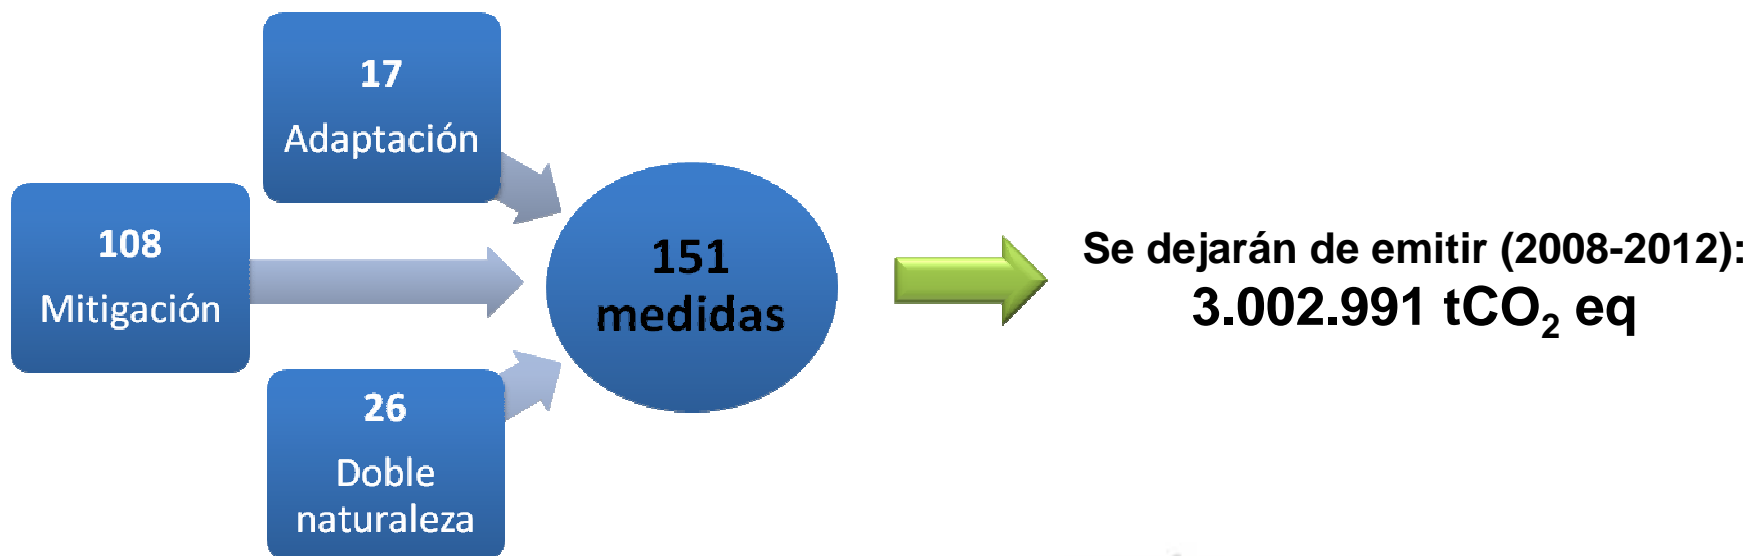 17
Adaptación
108
Mitigación
26
Doble
naturaleza
151
medidas
Se dejarán de emitir (2008-2012):
3.002.991 tCO₂ eq